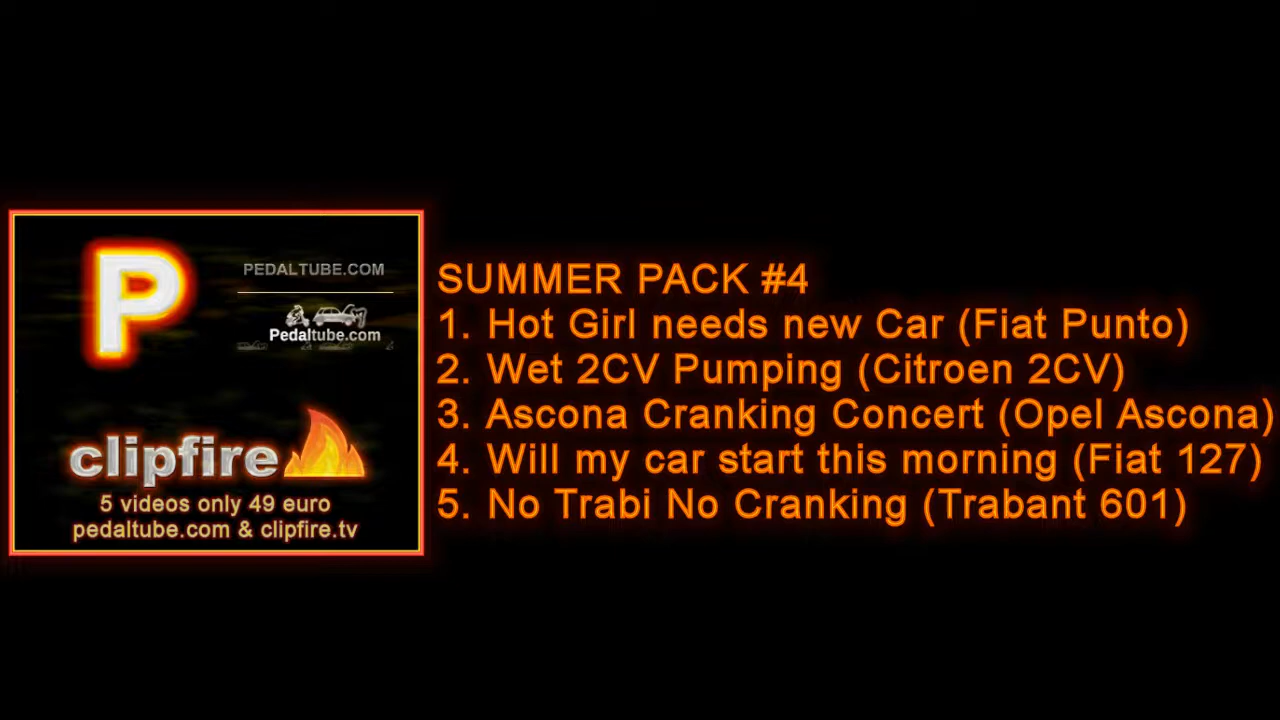 P
PEDALTUBE.COM
Pedaltube.com
clipfire
5 videos only 49 euro
pedaltube.com & clipfire.tv
SUMMER PACK #4
1. Hot Girl needs new Car (Fiat Punto)
2. Wet 2CV Pumping (Citroen 2CV)
3. Ascona Cranking Concert (Opel Ascona)
4. Will my car start this morning (Fiat 127)
5. No Trabi No Cranking (Trabant 601)